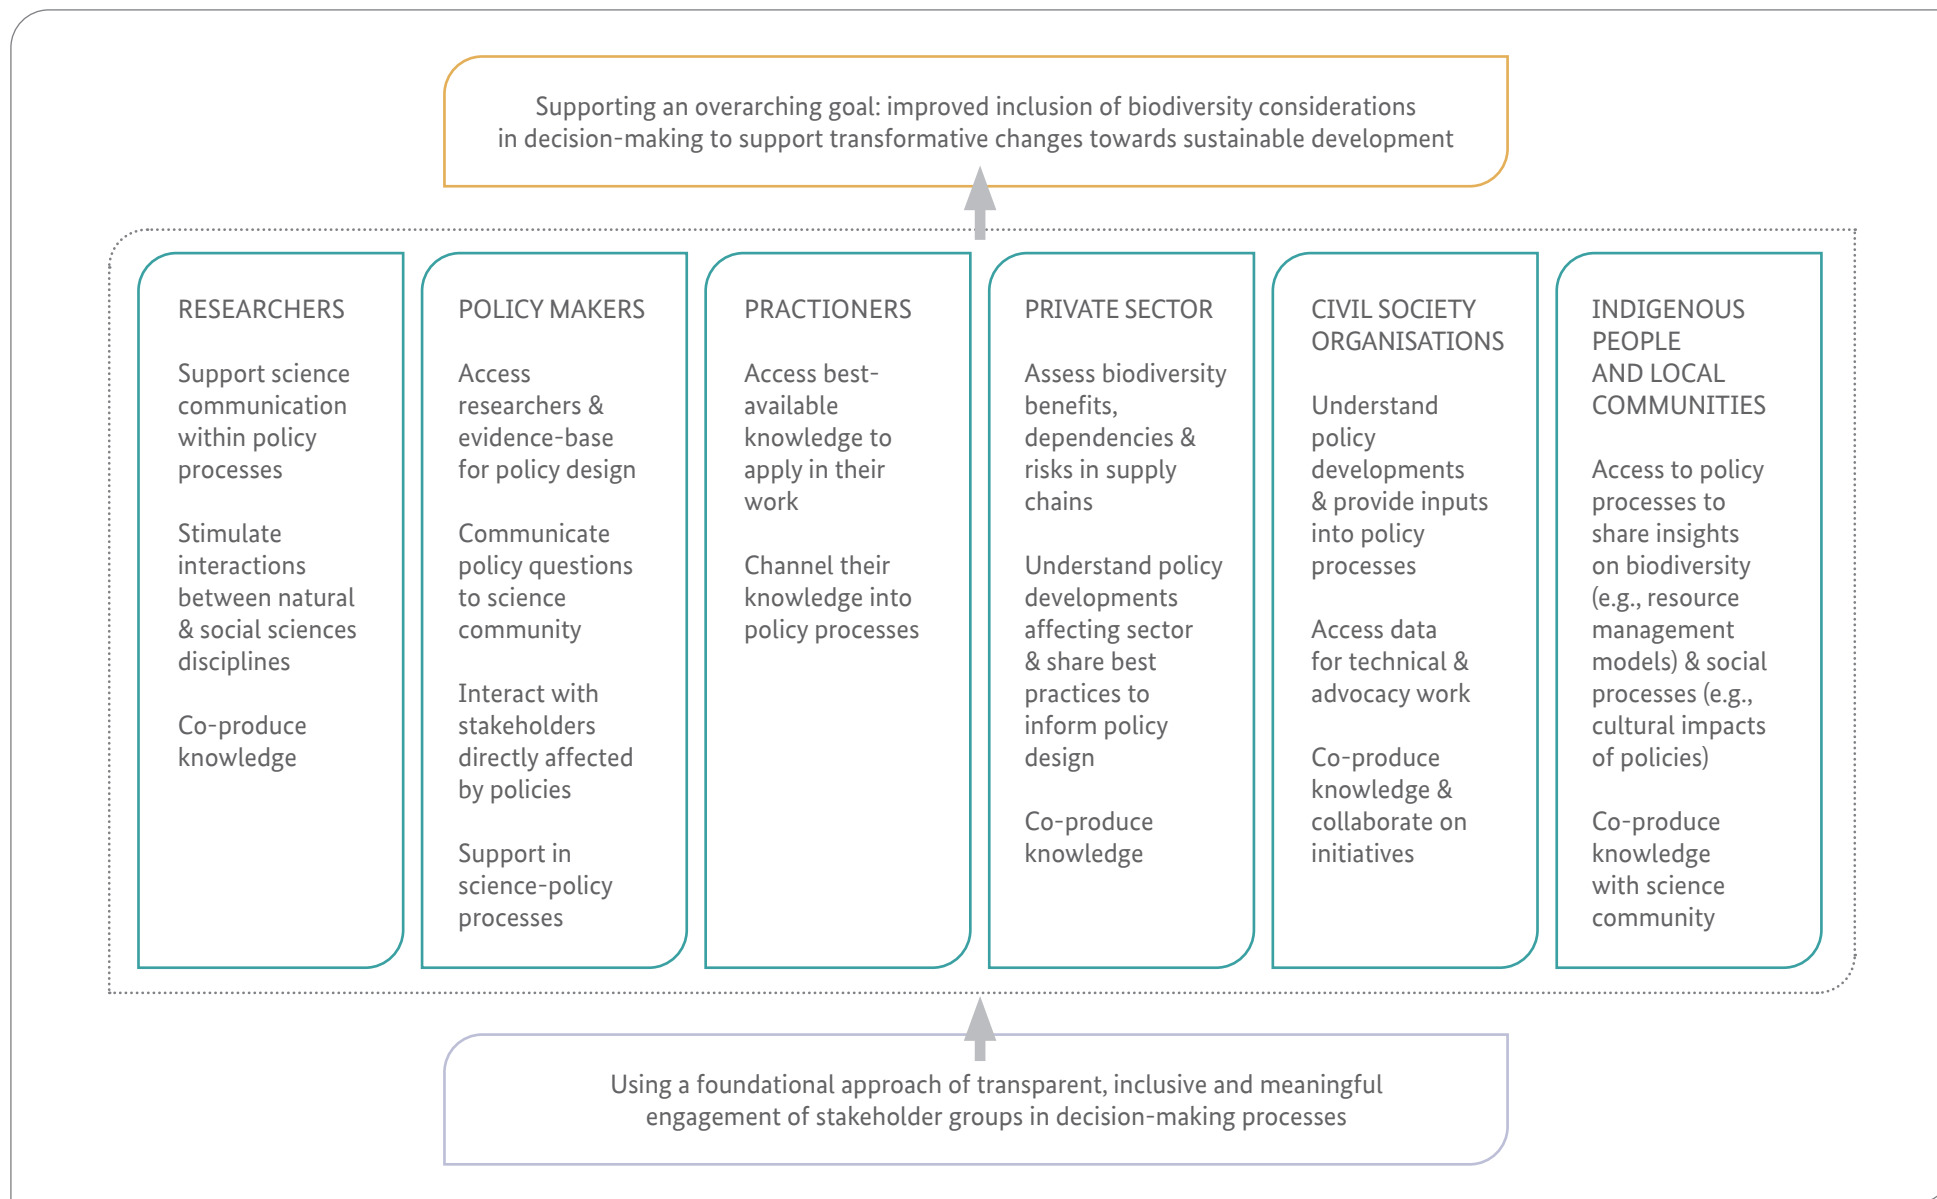 Supporting an overarching goal: improved inclusion of biodiversity considerations
in decision-making to support transformative changes towards sustainable development
RESEARCHERS
Support science
communication
within policy
processes
Stimulate
interactions
between natural
& social sciences
disciplines
Co-produce
knowledge
POLICY MAKERS
Access
researchers &
evidence-base
for policy design
Communicate
policy questions
to science
community
Interact with
stakeholders
directly affected
by policies
Support in
science-policy
processes
PRACTIONERS
Access best-
available
knowledge to
apply in their
work
Channel their
knowledge into
policy processes
PRIVATE SECTOR
Assess biodiversity
benefits,
dependencies &
risks in supply
chains
Understand policy
developments
affecting sector
& share best
practices to
inform policy
design
Co-produce
knowledge
CIVIL SOCIETY
ORGANISATIONS
Understand
policy
developments
& provide inputs
into policy
processes
Access data
for technical &
advocacy work
Co-produce
knowledge &
collaborate on
initiatives
INDIGENOUS
PEOPLE
AND LOCAL
COMMUNITIES
Access to policy
processes to
share insights
on biodiversity
(e.g., resource
management
models) & social
processes (e.g.,
cultural impacts
of policies)
Co-produce
knowledge
with science
community
Using a foundational approach of transparent, inclusive and meaningful
engagement of stakeholder groups in decision-making processes